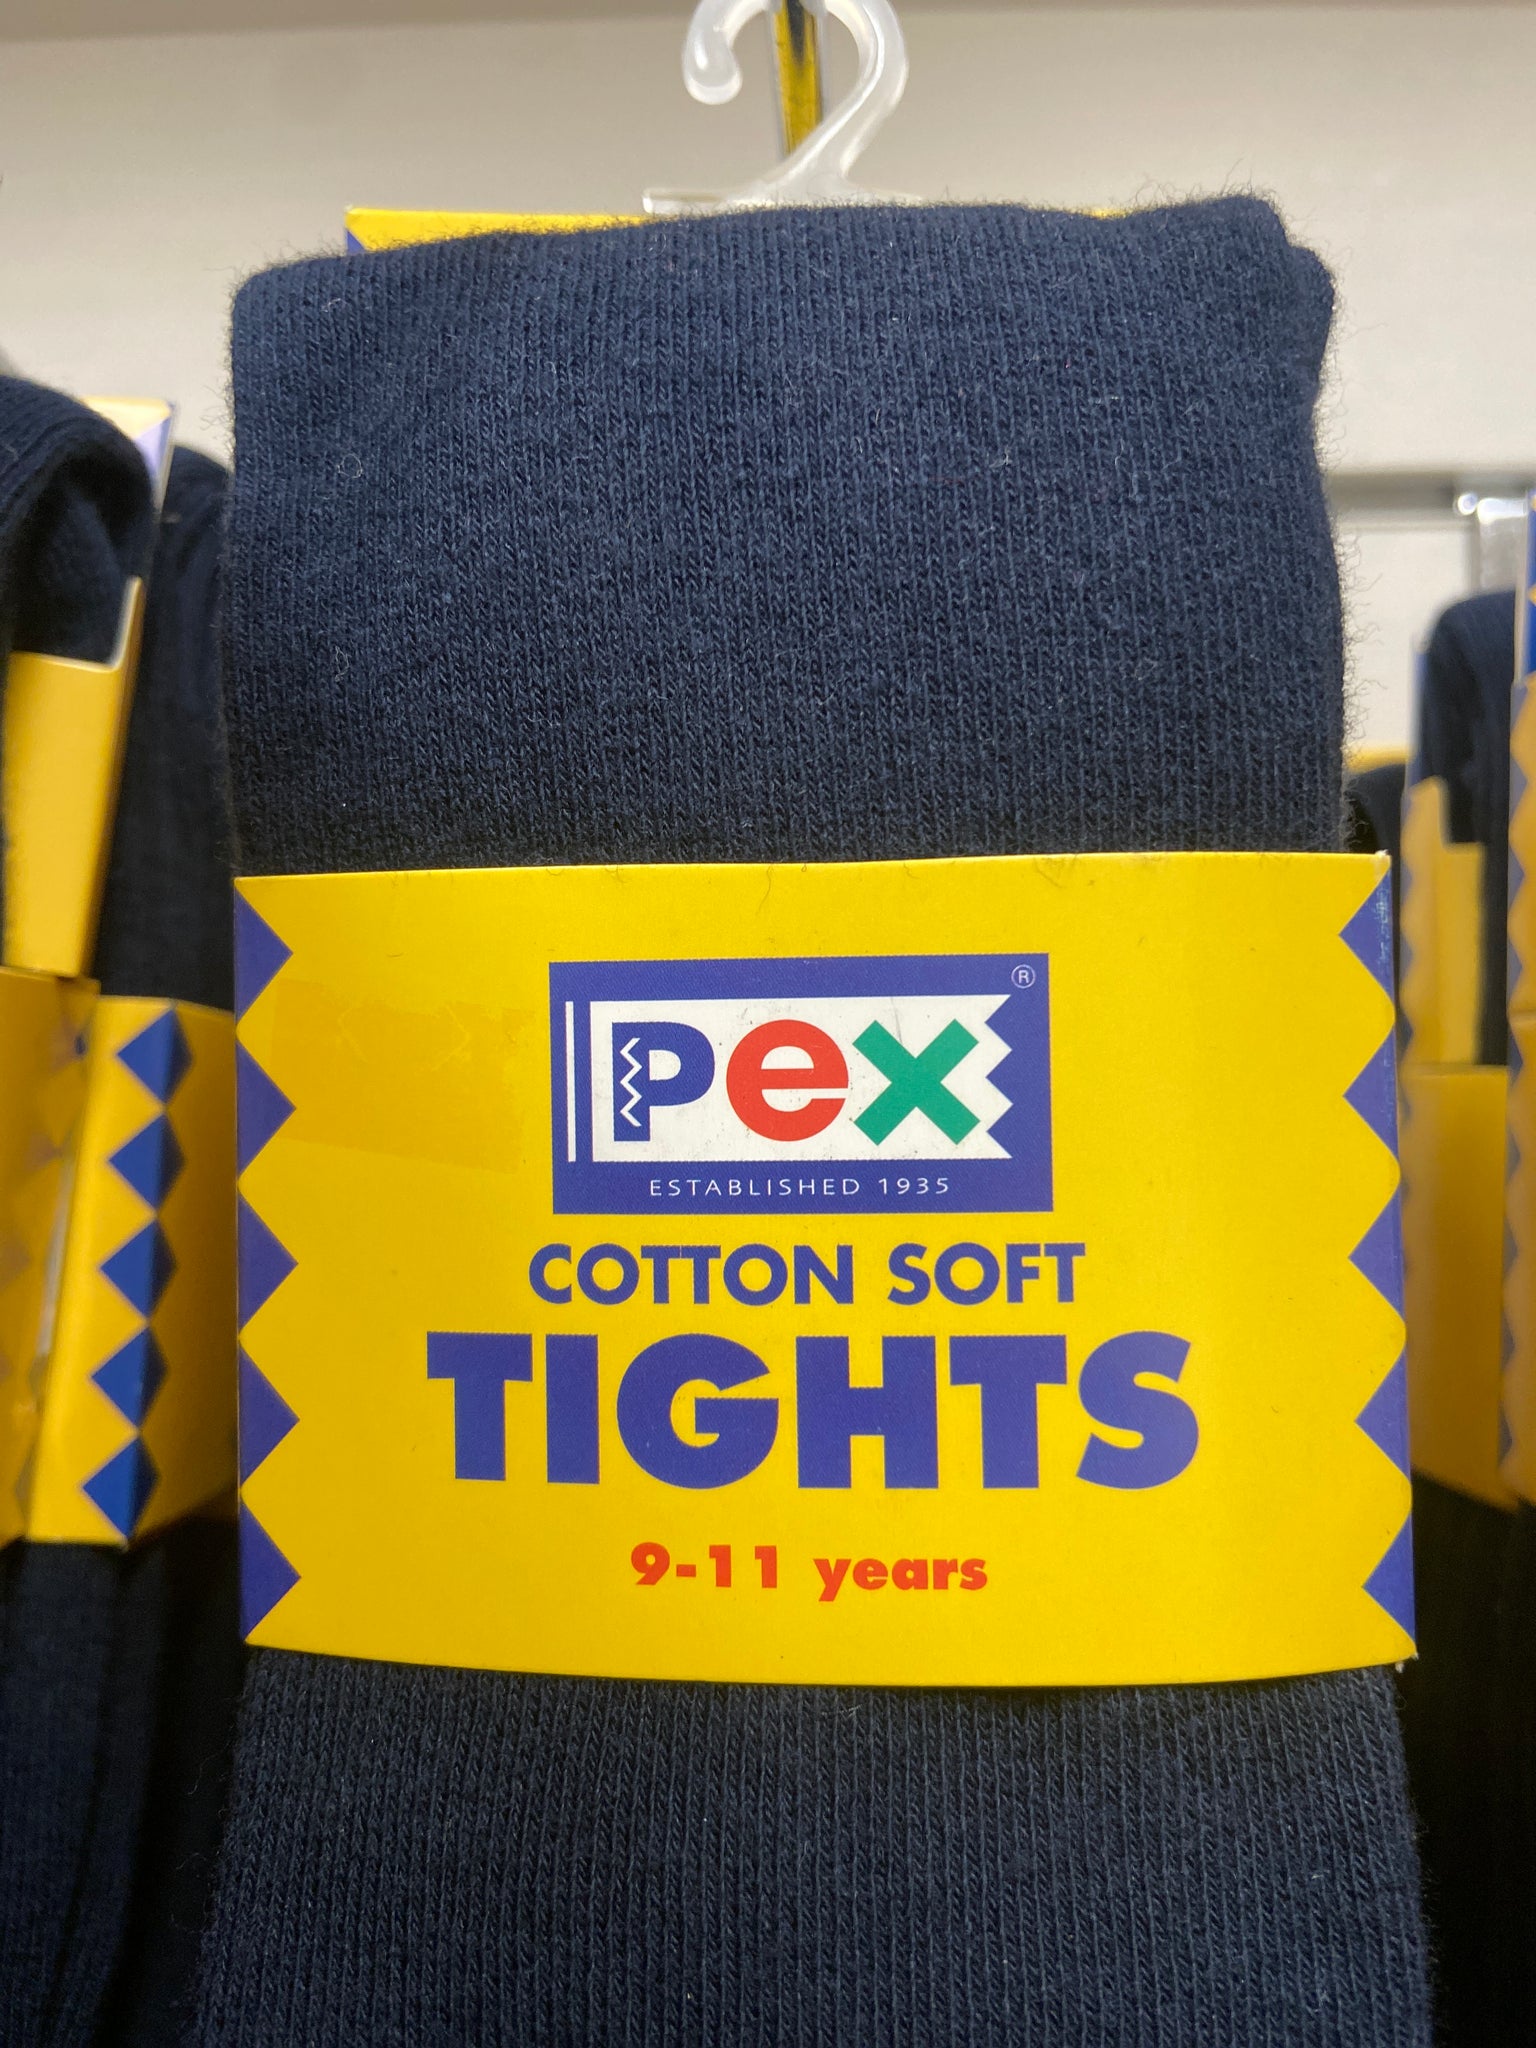 pex ®
ESTABLISHED 1935
COTTON SOFT
TIGHTS
9-11 years